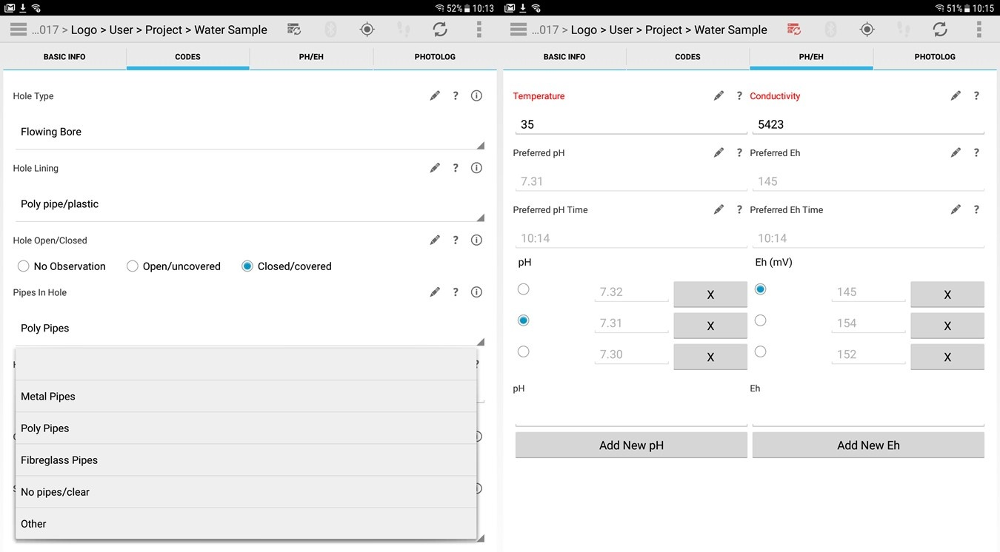 52% 10:13
...017 > Logo > User > Project > Water Sample
BASIC INFO CODES PH/EH PHOTOLOG
Hole Type ?
Flowing Bore
Hole Lining ?
Poly pipe/plastic
Hole Open/Closed ?
No Observation Open/uncovered Closed/covered
Pipes In Hole ?
Poly Pipes
Metal Pipes
Poly Pipes
Fibreglass Pipes
No pipes/clear
Other
51% 10:15
...017 > Logo > User > Project > Water Sample
BASIC INFO CODES PH/EH PHOTOLOG
Temperature ? Conductivity ?
35 5423
Preferred pH ? Preferred Eh ?
7.31 145
Preferred pH Time ? Preferred Eh Time ?
10:14 10:14
pH Eh (mV)
7.32 X 145 X
7.31 X 154 X
7.30 X 152 X
pH Eh
Add New pH Add New Eh